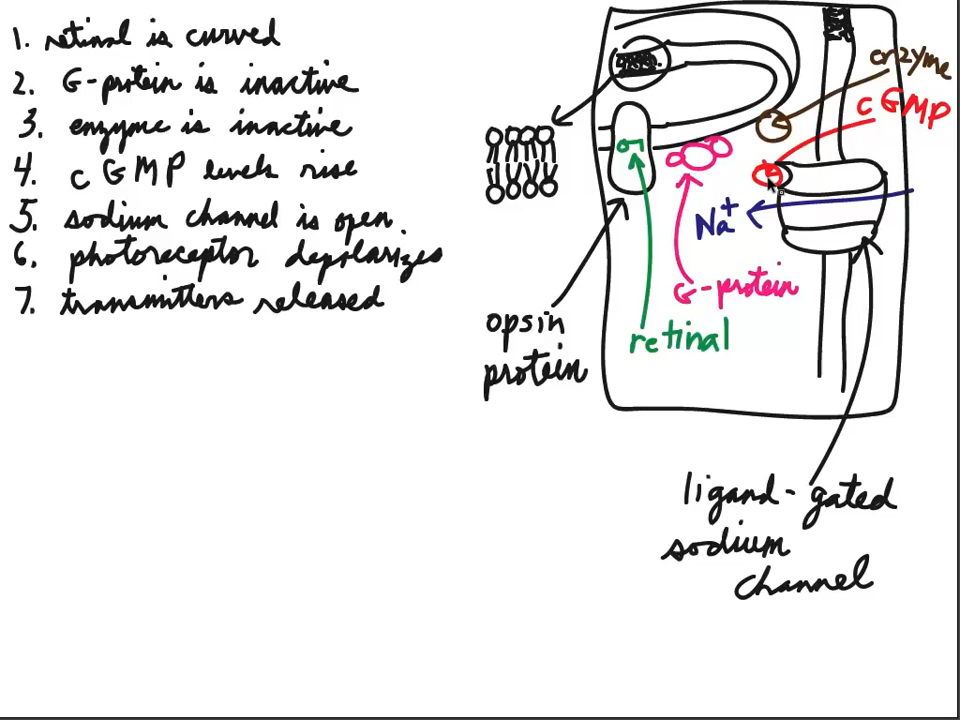 1. retinal is curved
2. G-protein is inactive
3. enzyme is inactive
4. cGMP levels rise
5. sodium channel is open.
6. photoreceptor depolarizes
7. transmitters released
enzyme
cGMP
Na+
G-protein
opsin
protein
retinal
ligand-gated
sodium
channel